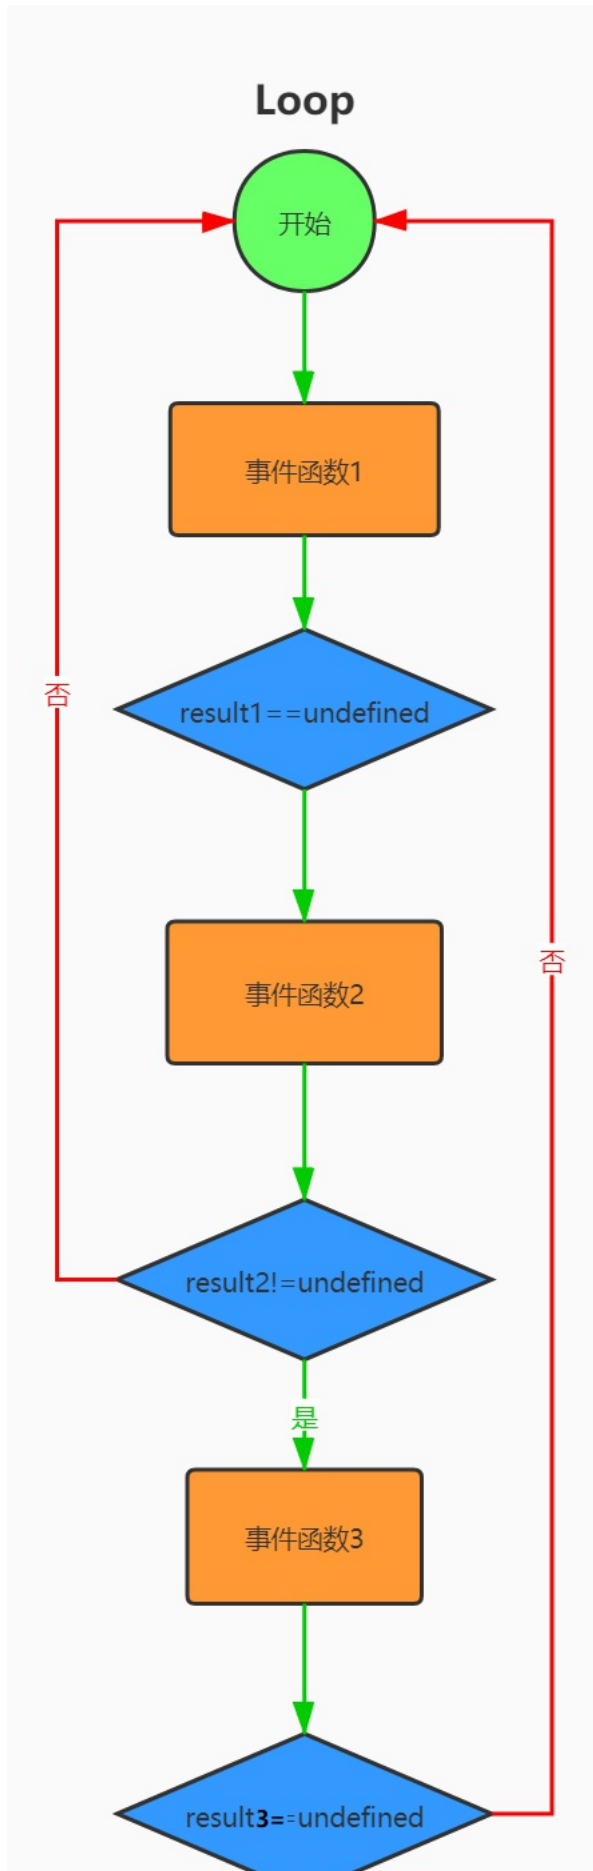 Loop
开始
事件函数1
否
result1==undefined
否
事件函数2
result2!=undefined
是
事件函数3
result3==undefined